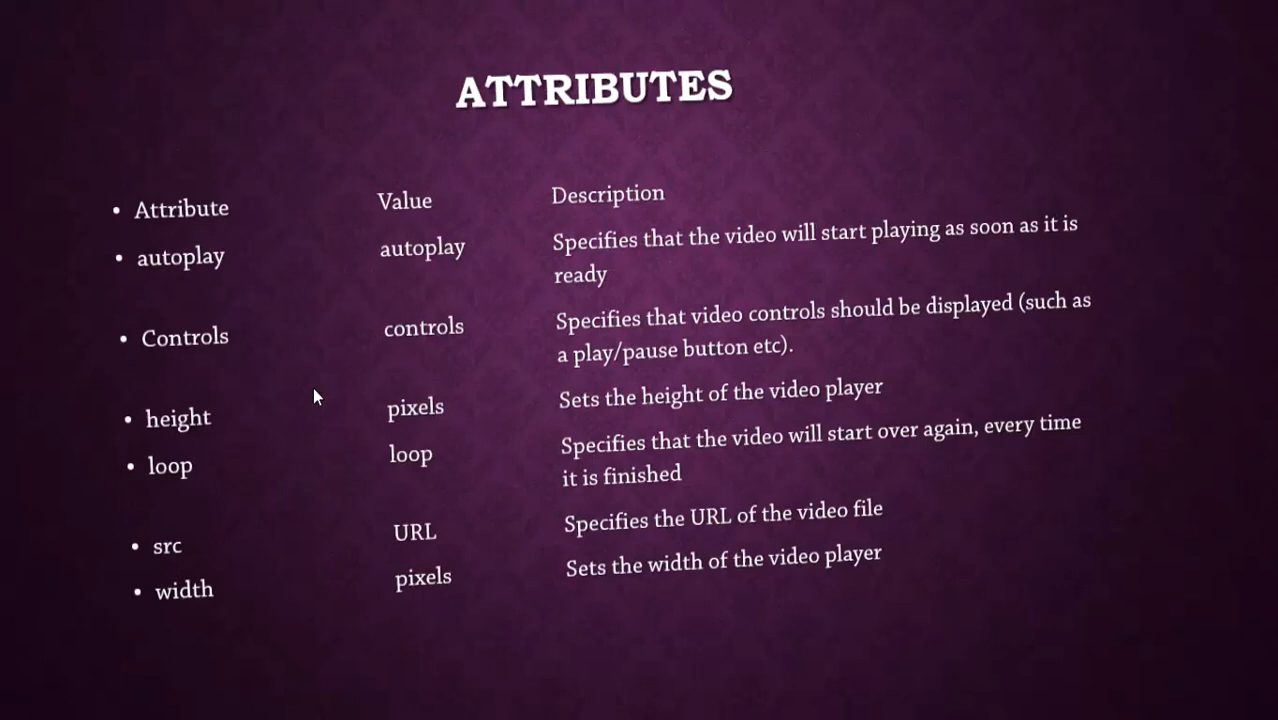 ATTRIBUTES
• Attribute Value Description
• autoplay autoplay Specifies that the video will start playing as soon as it is
ready
• Controls controls Specifies that video controls should be displayed (such as
a play/pause button etc).
• height pixels Sets the height of the video player
• loop loop Specifies that the video will start over again, every time
it is finished
• src URL Specifies the URL of the video file
• width pixels Sets the width of the video player